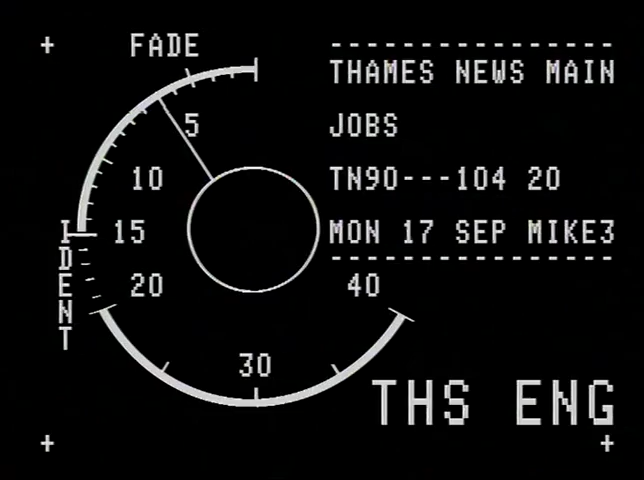 FADE
----------------
THAMES NEWS MAIN
JOBS
TN90---104 20
MON 17 SEP MIKE3
----------------
5
10
15
20
30
40
IDENT
THS ENG